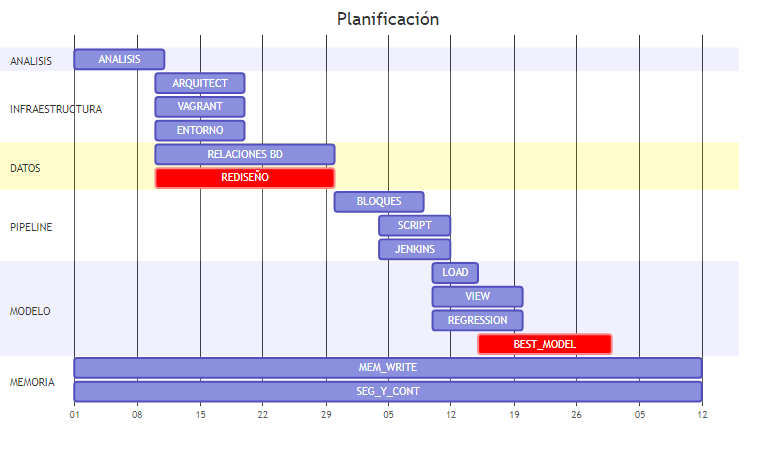 Planificación
ANALISIS
ANALISIS
ARQUITECT
INFRAESTRUCTURA
VAGRANT
ENTORNO
RELACIONES BD
DATOS
REDISEÑO
BLOQUES
PIPELINE
SCRIPT
JENKINS
LOAD
MODELO
VIEW
REGRESSION
BEST_MODEL
MEM_WRITE
MEMORIA
SEG_Y_CONT
01 08 15 22 29 05 12 19 26 05 12